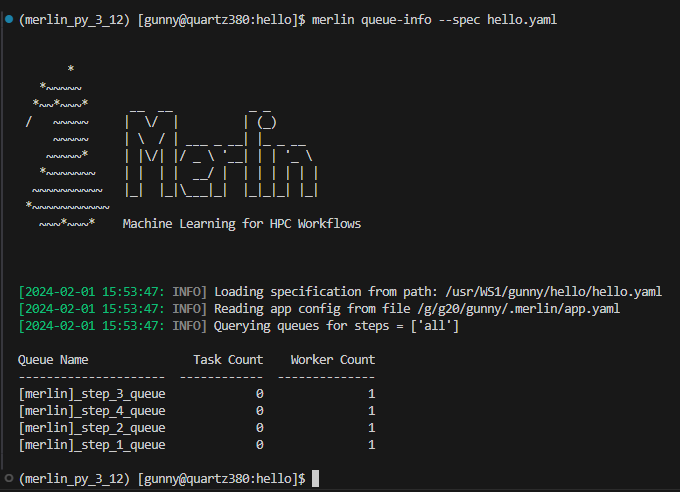 (merlin_py_3_12) [gunny@quartz380:hello]$ merlin queue-info --spec hello.yaml
Merlin
Machine Learning for HPC Workflows
[2024-02-01 15:53:47: INFO] Loading specification from path: /usr/WS1/gunny/hello/hello.yaml
[2024-02-01 15:53:47: INFO] Reading app config from file /g/g20/gunny/.merlin/app.yaml
[2024-02-01 15:53:47: INFO] Querying queues for steps = ['all']
Queue Name Task Count Worker Count
--------------------- ------------ --------------
[merlin]_step_3_queue 0 1
[merlin]_step_4_queue 0 1
[merlin]_step_2_queue 0 1
[merlin]_step_1_queue 0 1
(merlin_py_3_12) [gunny@quartz380:hello]$